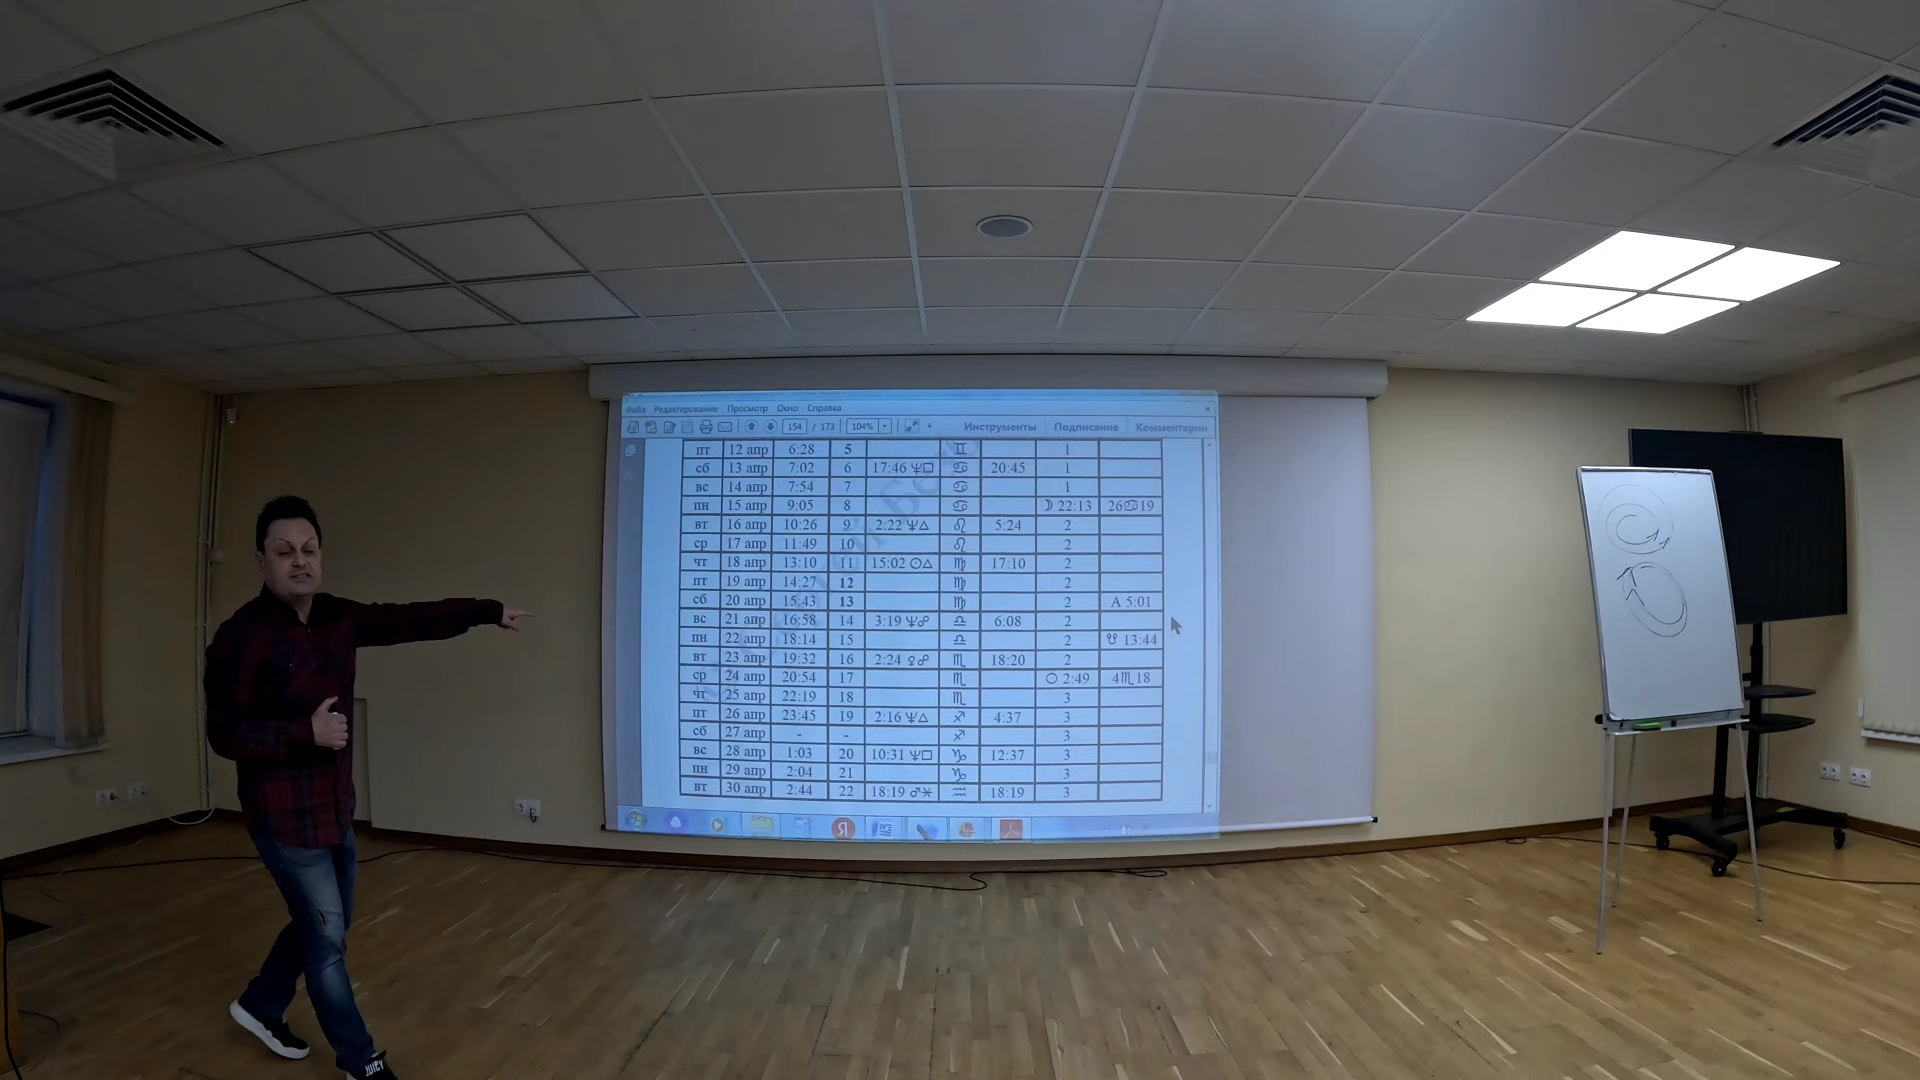 Файл Редактирование Просмотр Окно Справка
154 / 173 104% Инструменты Подписание Комментарии
пт 12 апр 6:28 5 ♊ 1
сб 13 апр 7:02 6 17:46 ♆□ ♋ 20:45 1
вс 14 апр 7:54 7 ♋ 1
пн 15 апр 9:05 8 ♋ ☽ 22:13 26♋19
вт 16 апр 10:26 9 2:22 ♆△ ♌ 5:24 2
ср 17 апр 11:49 10 ♌ 2
чт 18 апр 13:10 11 15:02 ⊙△ ♍ 17:10 2
пт 19 апр 14:27 12 ♍ 2
сб 20 апр 15:43 13 ♍ 2 А 5:01
вс 21 апр 16:58 14 3:19 ♆☍ ♎ 6:08 2
пн 22 апр 18:14 15 ♎ 2 ☋ 13:44
вт 23 апр 19:32 16 2:24 ♀☍ ♏ 18:20 2
ср 24 апр 20:54 17 ♏ ○ 2:49 4♏18
чт 25 апр 22:19 18 ♏ 3
пт 26 апр 23:45 19 2:16 ♆△ ♐ 4:37 3
сб 27 апр - - ♐ 3
вс 28 апр 1:03 20 10:31 ♆□ ♑ 12:37 3
пн 29 апр 2:04 21 ♑ 3
вт 30 апр 2:44 22 18:19 ♂⚹ ♒ 18:19 3
Я
JUICY